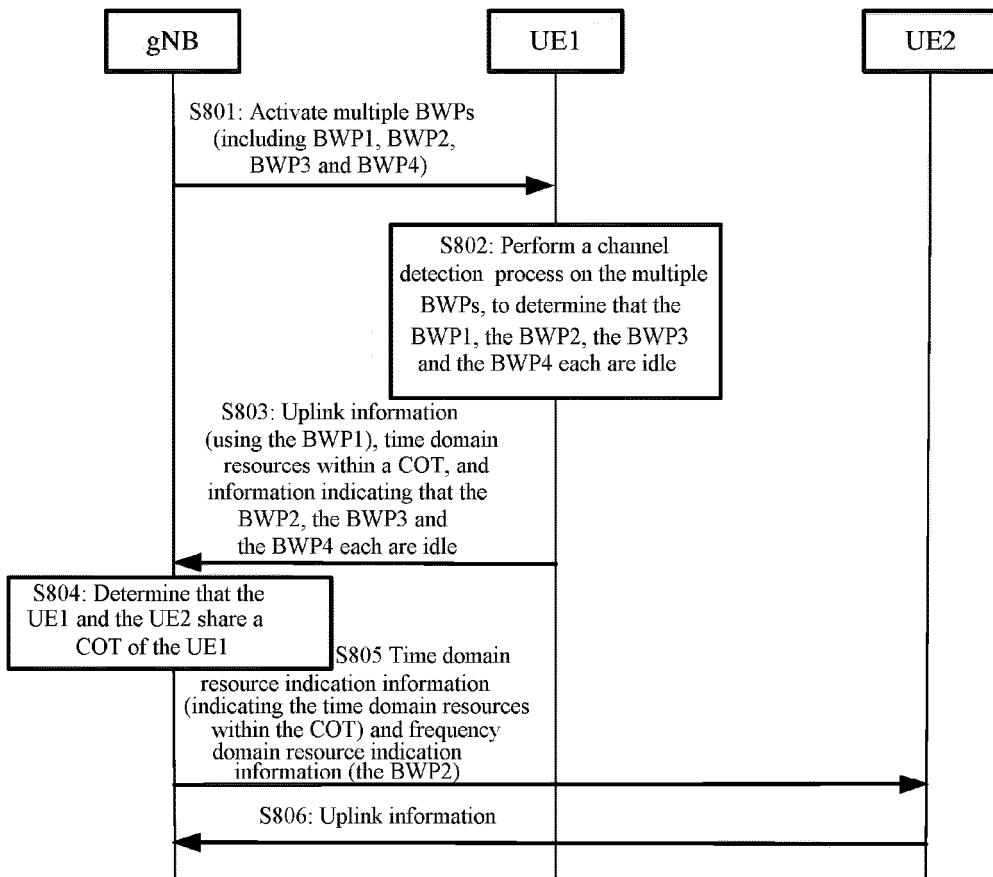 gNB
UE1
UE2
S801: Activate multiple BWPs
(including BWP1, BWP2,
BWP3 and BWP4)
S802: Perform a channel
detection process on the multiple
BWPs, to determine that the
BWP1, the BWP2, the BWP3
and the BWP4 each are idle
S803: Uplink information
(using the BWP1), time domain
resources within a COT, and
information indicating that the
BWP2, the BWP3 and
the BWP4 each are idle
S804: Determine that the
UE1 and the UE2 share a
COT of the UE1
S805 Time domain
resource indication information
(indicating the time domain resources
within the COT) and frequency
domain resource indication
information (the BWP2)
S806: Uplink information